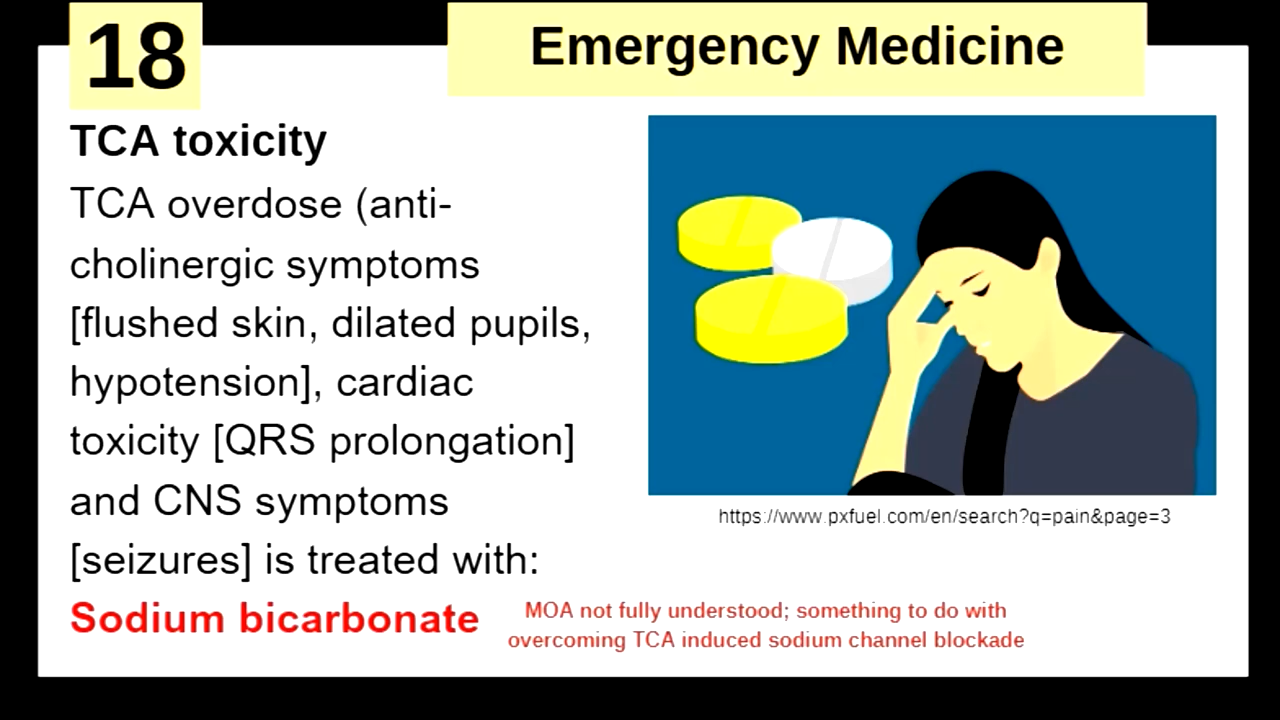 18
Emergency Medicine
TCA toxicity
TCA overdose (anti-
cholinergic symptoms
[flushed skin, dilated pupils,
hypotension], cardiac
toxicity [QRS prolongation]
and CNS symptoms
[seizures] is treated with:
Sodium bicarbonate
MOA not fully understood; something to do with
overcoming TCA induced sodium channel blockade
https://www.pxfuel.com/en/search?q=pain&page=3